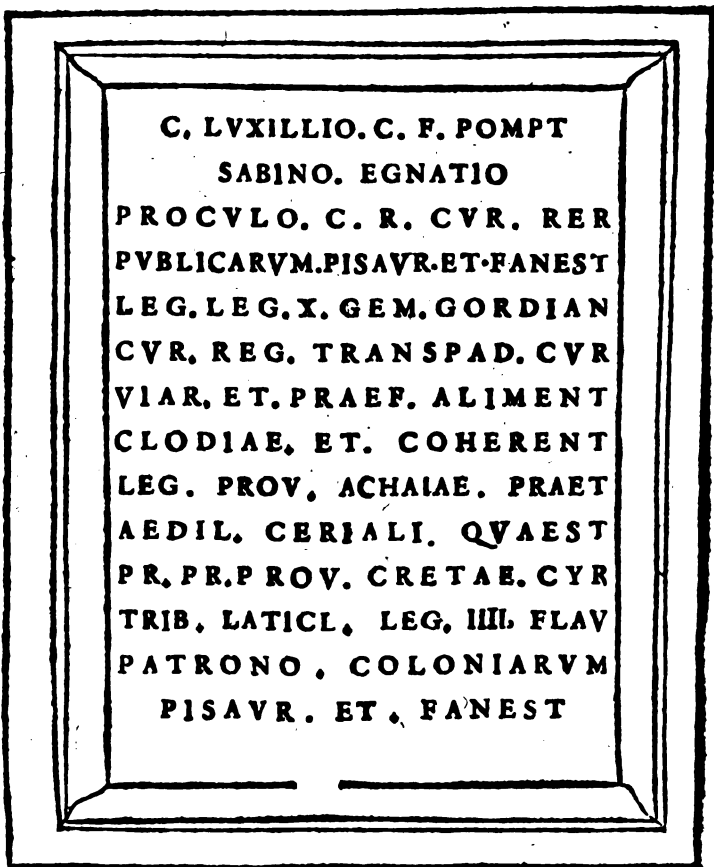 C. LVXILLIO. C. F. POMPT
SABINO. EGNATIO
PROCVLO. C. R. CVR. RER
PVBLICARVM.PISAVR.ET.FANEST
LEG. LEG. X. GEM. GORDIAN
CVR. REG. TRANSPAD. CVR
VIAR. ET. PRAEF. ALIMENT
CLODIAE. ET. COHERENT
LEG. PROV. ACHAIAE. PRAET
AEDIL. CERIALI. QVAEST
PR. PR. PROV. CRETAE. CYR
TRIB. LATICL. LEG. IIII. FLAV
PATRONO. COLONIARVM
PISAVR. ET. FANEST